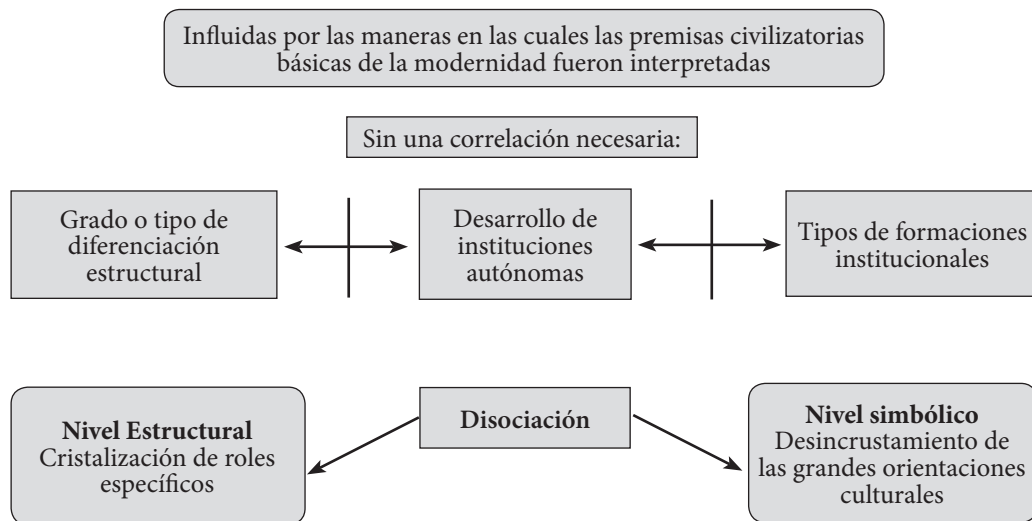 Influidas por las maneras en las cuales las premisas civilizatorias
básicas de la modernidad fueron interpretadas
Sin una correlación necesaria:
Grado o tipo de
diferenciación
estructural
Desarrollo de
instituciones
autónomas
Tipos de formaciones
institucionales
Nivel Estructural
Cristalización de roles
específicos
Disociación
Nivel simbólico
Desincrustamiento de
las grandes orientaciones
culturales